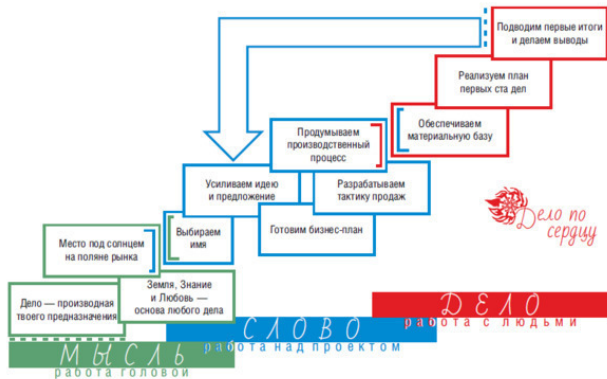 Подводим первые итоги
и делаем выводы
Реализуем план
первых ста дел
Обеспечиваем
материальную базу
Продумываем
производственный
процесс
Разрабатываем
тактику продаж
Усиливаем идею
и предложение
Готовим бизнес-план
Выбираем
имя
Место под солнцем
на поляне рынка
Земля, Знание
и Любовь —
основа любого дела
Дело — производная
твоего предназначения
Дело по
сердцу
ДЕЛО
работа с людьми
СЛОВО
работа над проектом
МЫСЛЬ
работа головой